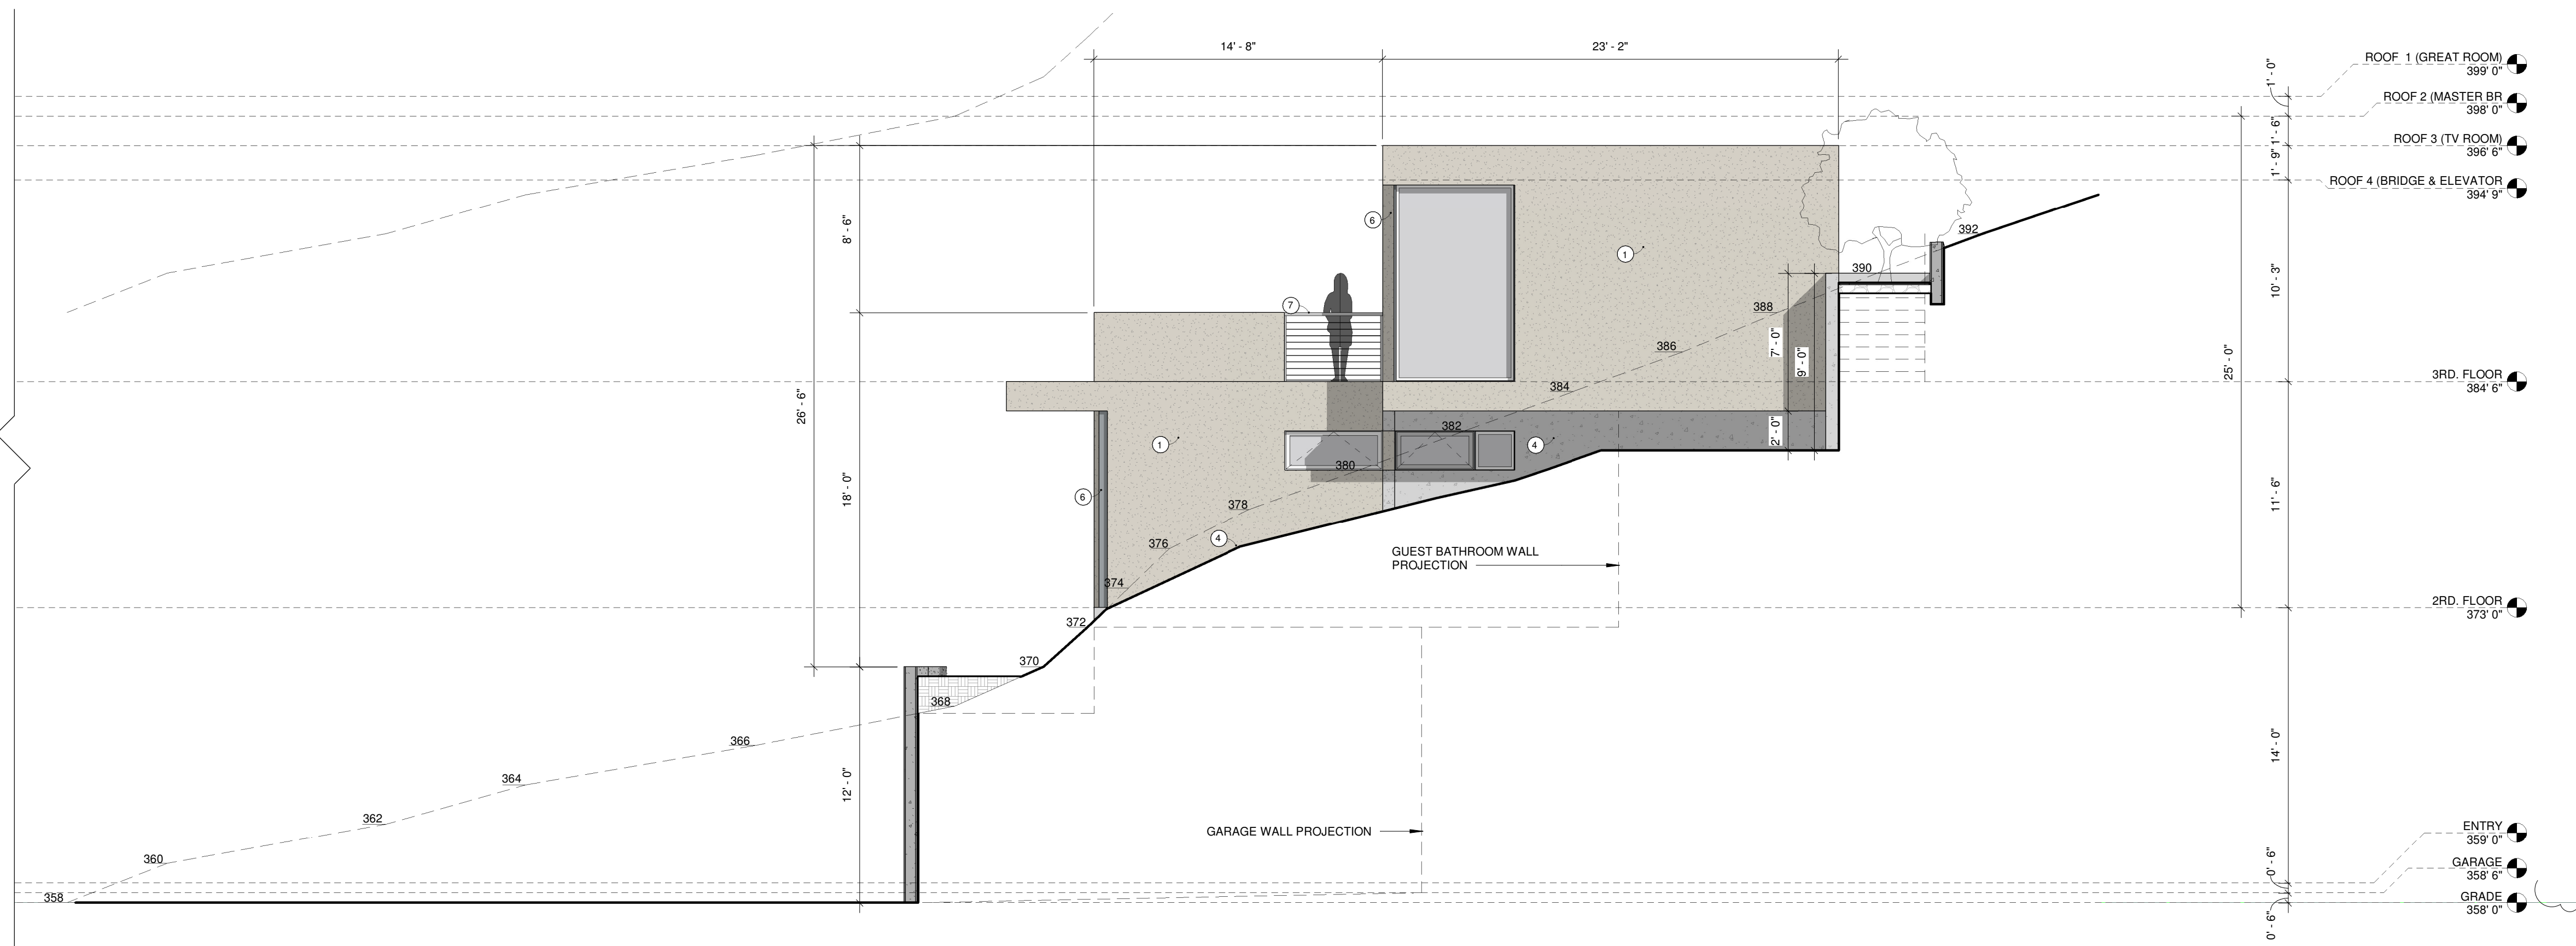 14' - 8"
23' - 2"
ROOF 1 (GREAT ROOM)
399' 0"
1' - 0"
ROOF 2 (MASTER BR
398' 0"
1' - 6"
ROOF 3 (TV ROOM)
396' 6"
1' - 9"
ROOF 4 (BRIDGE & ELEVATOR
394' 9"
8' - 6"
6
1
392
390
10' - 3"
388
7
386
7' - 0"
9' - 0"
25' - 0"
3RD. FLOOR
384' 6"
384
26' - 6"
382
2' - 0"
1
4
380
6
18' - 0"
11' - 6"
378
376
4
GUEST BATHROOM WALL
PROJECTION
374
2RD. FLOOR
373' 0"
372
370
368
366
14' - 0"
364
12' - 0"
362
GARAGE WALL PROJECTION
ENTRY
359' 0"
360
0' - 6"
GARAGE
358' 6"
358
GRADE
358' 0"
0' - 6"